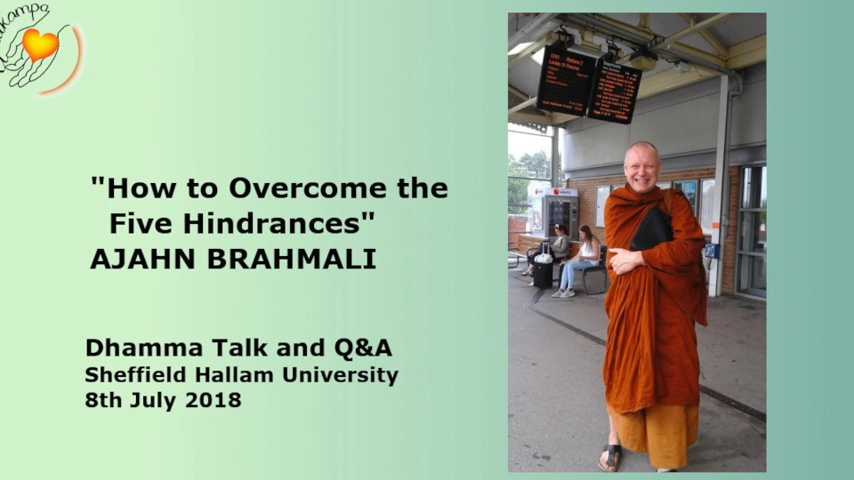 "How to Overcome the
Five Hindrances"
AJAHN BRAHMALI
Dhamma Talk and Q&A
Sheffield Hallam University
8th July 2018